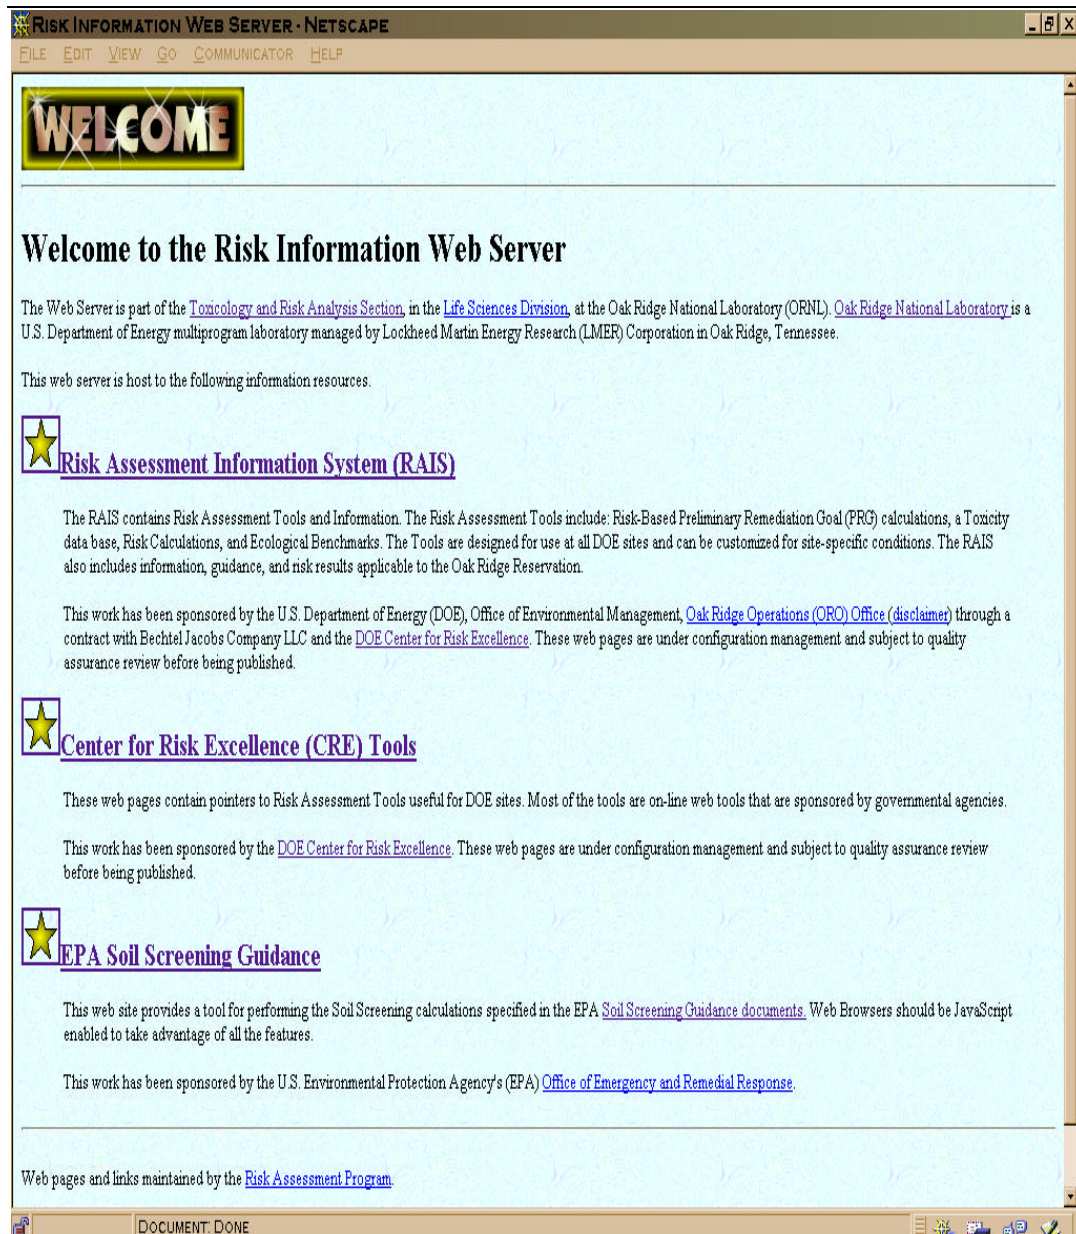 RISK INFORMATION WEB SERVER - NETSCAPE
FILE EDIT VIEW GO COMMUNICATOR HELP
WELCOME
Welcome to the Risk Information Web Server
The Web Server is part of the Toxicology and Risk Analysis Section, in the Life Sciences Division, at the Oak Ridge National Laboratory (ORNL). Oak Ridge National Laboratory is a
U.S. Department of Energy multiprogram laboratory managed by Lockheed Martin Energy Research (LMER) Corporation in Oak Ridge, Tennessee.
This web server is host to the following information resources.
Risk Assessment Information System (RAIS)
The RAIS contains Risk Assessment Tools and Information. The Risk Assessment Tools include: Risk-Based Preliminary Remediation Goal (PRG) calculations, a Toxicity
data base, Risk Calculations, and Ecological Benchmarks. The Tools are designed for use at all DOE sites and can be customized for site-specific conditions. The RAIS
also includes information, guidance, and risk results applicable to the Oak Ridge Reservation.
This work has been sponsored by the U.S. Department of Energy (DOE), Office of Environmental Management, Oak Ridge Operations (ORO) Office (disclaimer) through a
contract with Bechtel Jacobs Company LLC and the DOE Center for Risk Excellence. These web pages are under configuration management and subject to quality
assurance review before being published.
Center for Risk Excellence (CRE) Tools
These web pages contain pointers to Risk Assessment Tools useful for DOE sites. Most of the tools are on-line web tools that are sponsored by governmental agencies.
This work has been sponsored by the DOE Center for Risk Excellence. These web pages are under configuration management and subject to quality assurance review
before being published.
EPA Soil Screening Guidance
This web site provides a tool for performing the Soil Screening calculations specified in the EPA Soil Screening Guidance documents. Web Browsers should be JavaScript
enabled to take advantage of all the features.
This work has been sponsored by the U.S. Environmental Protection Agency's (EPA) Office of Emergency and Remedial Response.
Web pages and links maintained by the Risk Assessment Program.
DOCUMENT: DONE